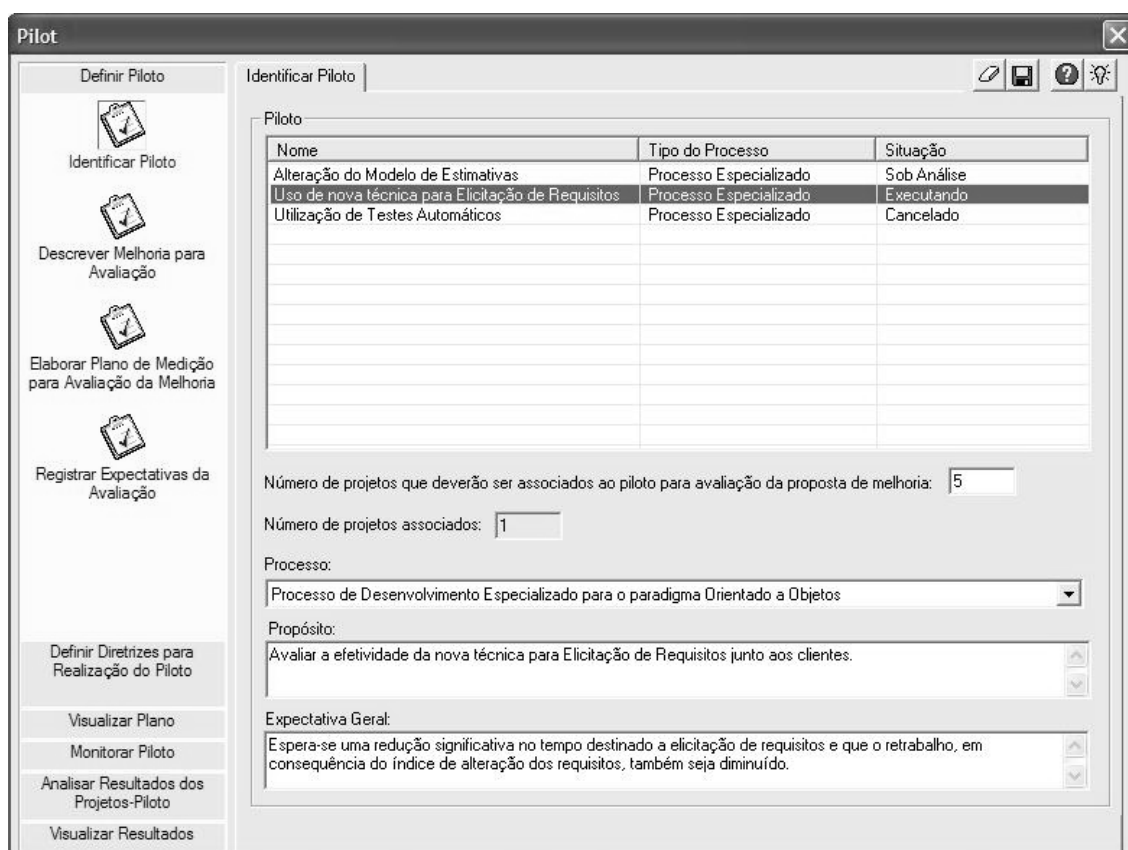 Pilot
Definir Piloto
Identificar Piloto
Descrever Melhoria para
Avaliação
Elaborar Plano de Medição
para Avaliação da Melhoria
Registrar Expectativas da
Avaliação
Definir Diretrizes para
Realização do Piloto
Visualizar Plano
Monitorar Piloto
Analisar Resultados dos
Projetos-Piloto
Visualizar Resultados
Identificar Piloto
Piloto
Nome Tipo do Processo Situação
Alteração do Modelo de Estimativas Processo Especializado Sob Análise
Uso de nova técnica para Elicitação de Requisitos Processo Especializado Executando
Utilização de Testes Automáticos Processo Especializado Cancelado
Número de projetos que deverão ser associados ao piloto para avaliação da proposta de melhoria: 5
Número de projetos associados: 1
Processo:
Processo de Desenvolvimento Especializado para o paradigma Orientado a Objetos
Propósito:
Avaliar a efetividade da nova técnica para Elicitação de Requisitos junto aos clientes.
Expectativa Geral:
Espera-se uma redução significativa no tempo destinado a elicitação de requisitos e que o retrabalho, em
consequência do índice de alteração dos requisitos, também seja diminuído.